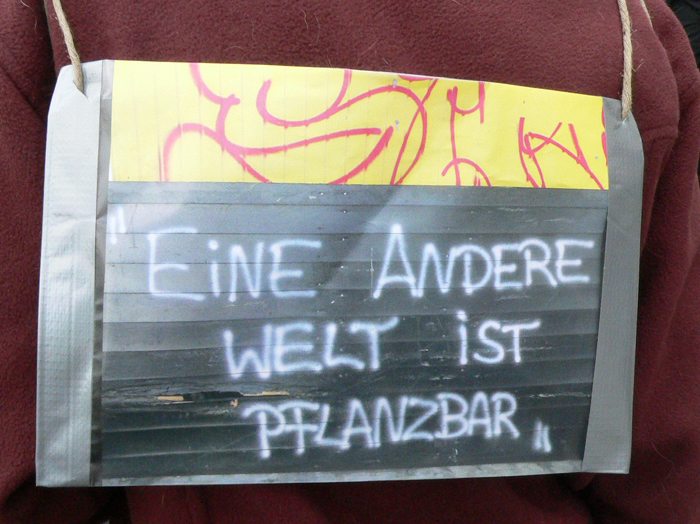 "EiNE ANDERE
WELT iST
PFLANZBAR"